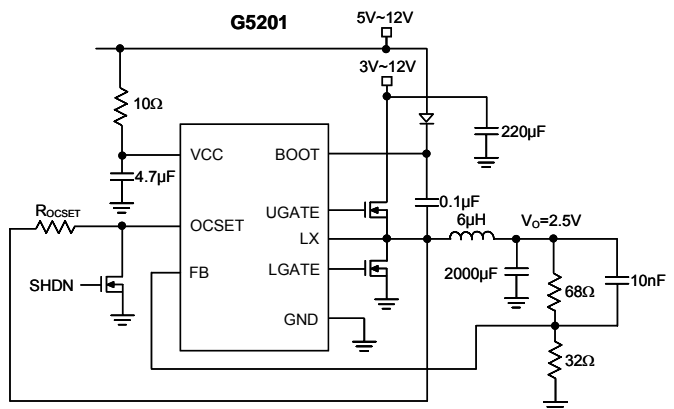 G5201
5V~12V
3V~12V
10Ω
220µF
VCC
BOOT
4.7µF
0.1µF
ROCSET
OCSET
UGATE
6µH
VO=2.5V
LX
FB
LGATE
2000µF
68Ω
10nF
SHDN
GND
32Ω